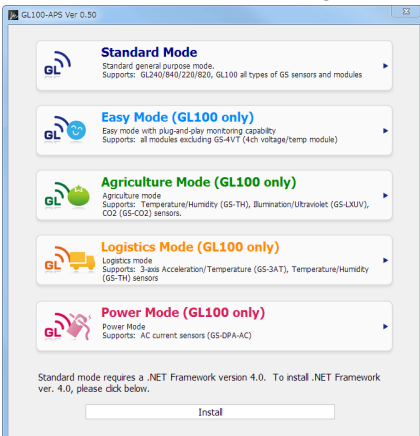 GL100-APS Ver 0.50
Standard Mode
Standard general purpose mode.
Supports: GL240/840/220/820, GL100 all types of GS sensors and modules
GL
Easy Mode (GL100 only)
Easy mode with plug-and-play monitoring capability
Supports: all modules excluding GS-4VT (4ch voltage/temp module)
GL
Agriculture Mode (GL100 only)
Agriculture mode
Supports: Temperature/Humidity (GS-TH), Illumination/Ultraviolet (GS-LXUV),
CO2 (GS-CO2) sensors.
GL
Logistics Mode (GL100 only)
Logistics mode
Supports: 3-axis Acceleration/Temperature (GS-3AT), Temperature/Humidity
(GS-TH) sensors
GL
Power Mode (GL100 only)
Power Mode
Supports: AC current sensors (GS-DPA-AC)
GL
Standard mode requires a .NET Framework version 4.0. To install .NET Framework
ver. 4.0, please click below.
Install